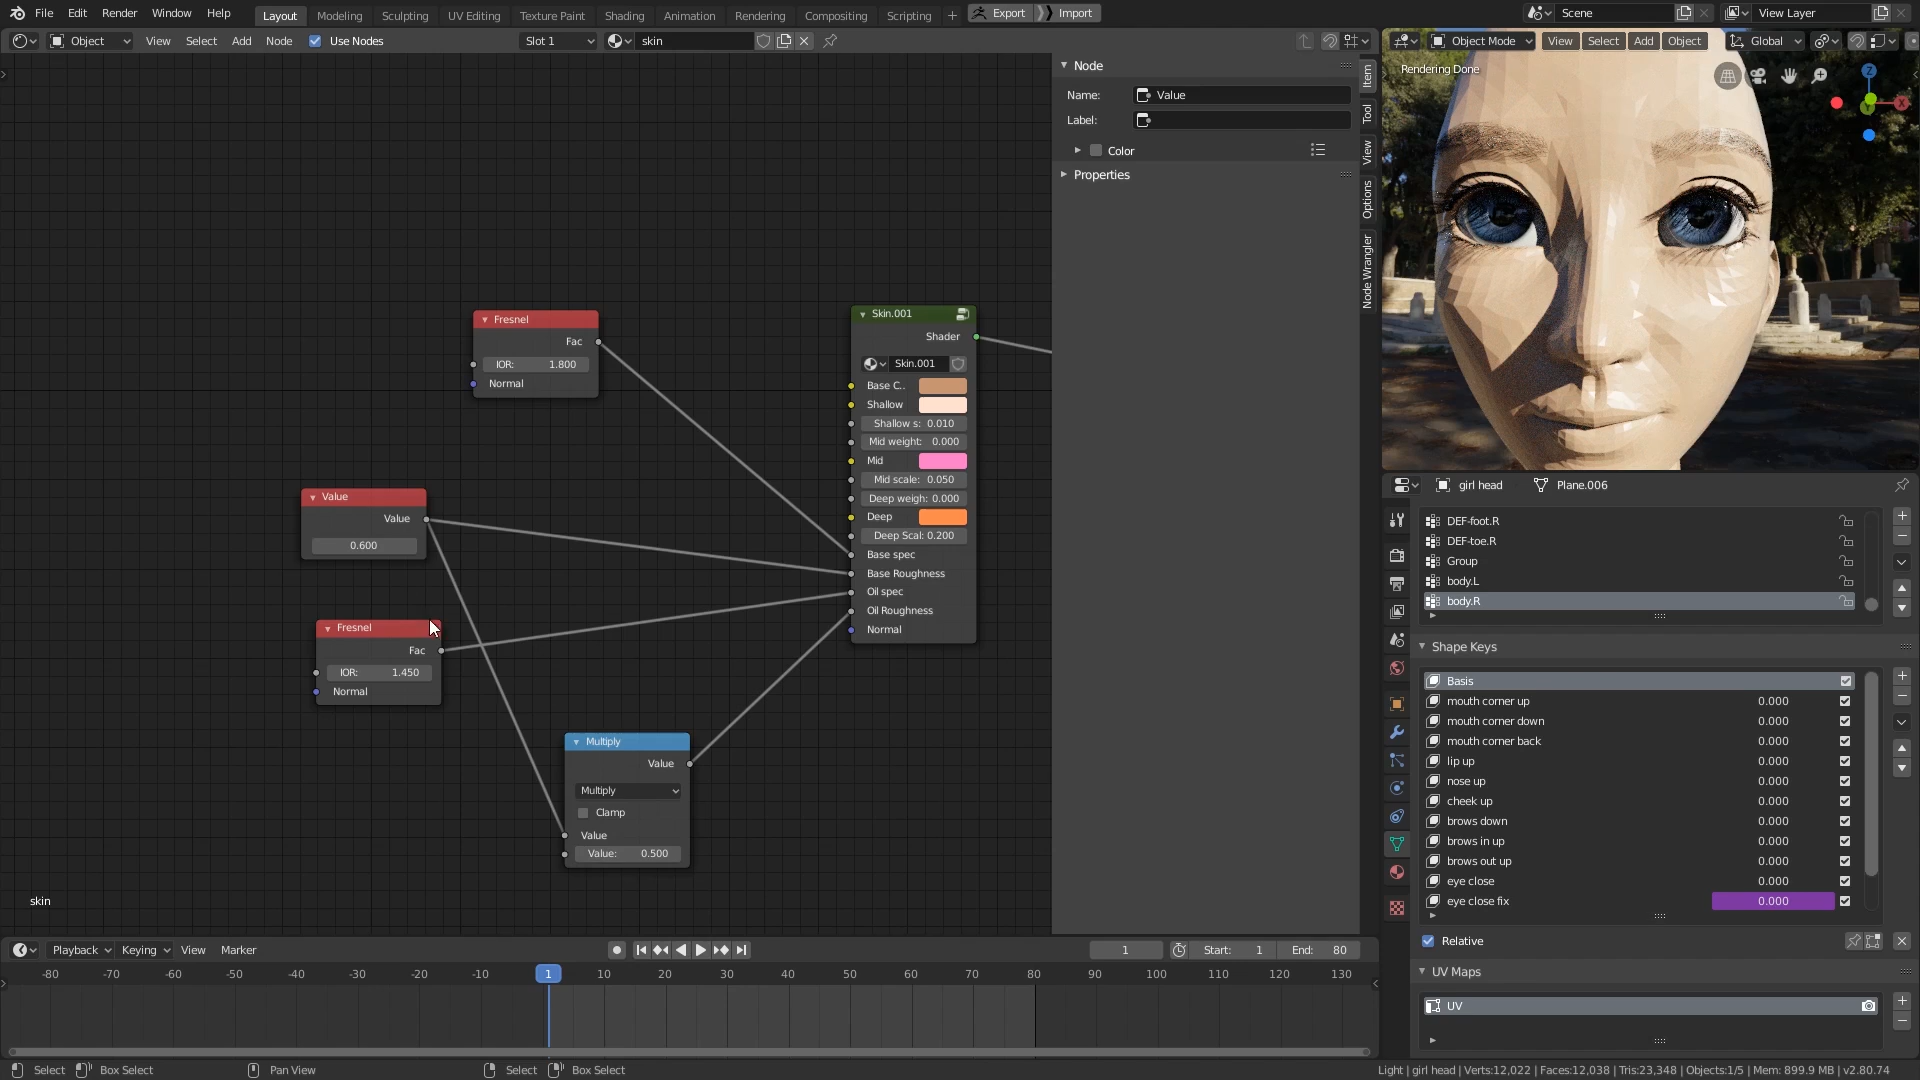 File Edit Render Window Help Layout Modeling Sculpting UV Editing Texture Paint Shading Animation Rendering Compositing Scripting + Export Import Scene View Layer
Object View Select Add Node Use Nodes Slot 1 skin Object Mode View Select Add Object Global
Rendering Done
Node
Name: Value
Label:
Color
Properties
Item
Tool
View
Options
Node Wrangler
Z
X
Y
Fresnel
Fac
IOR: 1.800
Normal
Value
Value
0.600
Fresnel
Fac
IOR: 1.450
Normal
Multiply
Value
Multiply
Clamp
Value
Value: 0.500
Skin.001
Shader
Skin.001
Base C..
Shallow
Shallow s: 0.010
Mid weight: 0.000
Mid
Mid scale: 0.050
Deep weigh: 0.000
Deep
Deep Scal: 0.200
Base spec
Base Roughness
Oil spec
Oil Roughness
Normal
skin
girl head Plane.006
DEF-foot.R
DEF-toe.R
Group
body.L
body.R
Shape Keys
Basis
mouth corner up 0.000
mouth corner down 0.000
mouth corner back 0.000
lip up 0.000
nose up 0.000
cheek up 0.000
brows down 0.000
brows in up 0.000
brows out up 0.000
eye close 0.000
eye close fix 0.000
Relative
UV Maps
UV
Playback Keying View Marker 1 Start: 1 End: 80
-80 -70 -60 -50 -40 -30 -20 -10 1 10 20 30 40 50 60 70 80 90 100 110 120 130
Select Box Select Pan View Select Box Select Light | girl head | Verts:12,022 | Faces:12,038 | Tris:23,348 | Objects:1/5 | Mem: 899.9 MB | v2.80.74